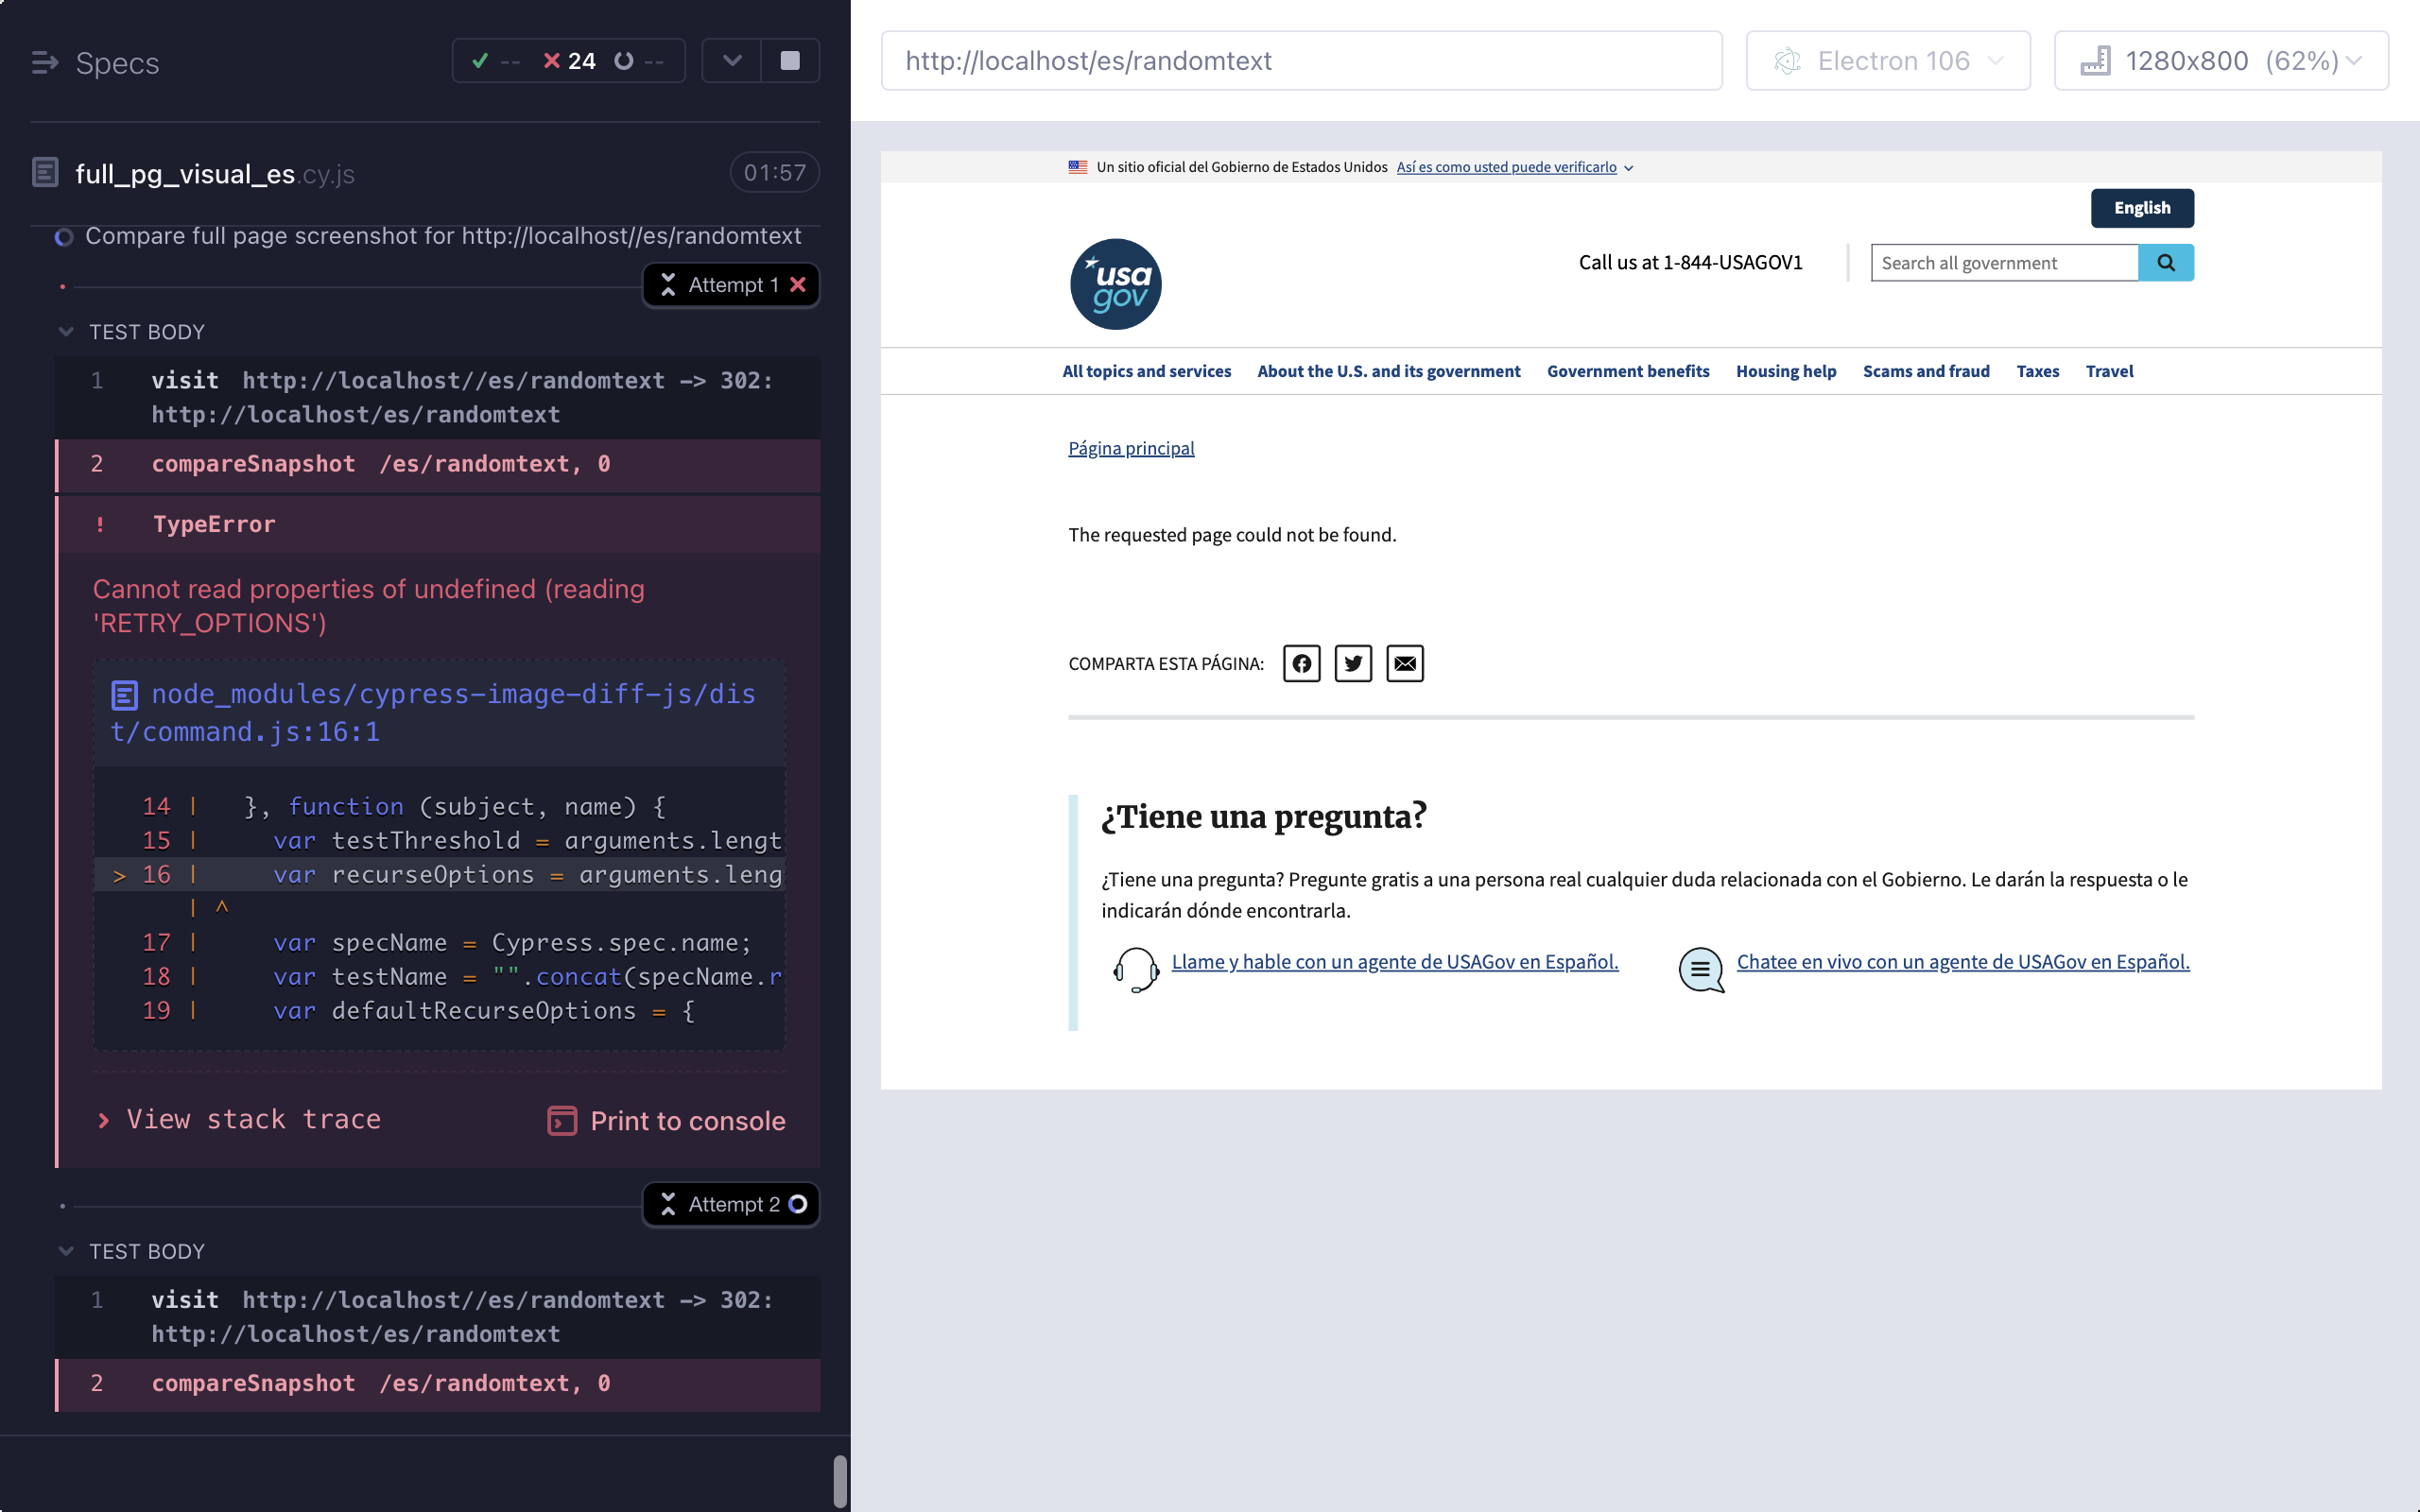 Specs
-- 24 --
full_pg_visual_es.cy.js
01:57
Compare full page screenshot for http://localhost//es/randomtext
Attempt 1
TEST BODY
1 visit http://localhost//es/randomtext -> 302:
http://localhost/es/randomtext
2 compareSnapshot /es/randomtext, 0
! TypeError
Cannot read properties of undefined (reading
'RETRY_OPTIONS')
node_modules/cypress-image-diff-js/dis
t/command.js:16:1
14 | }, function (subject, name) {
15 | var testThreshold = arguments.lengt
> 16 | var recurseOptions = arguments.leng
| ^
17 | var specName = Cypress.spec.name;
18 | var testName = "".concat(specName.r
19 | var defaultRecurseOptions = {
> View stack trace
Print to console
Attempt 2
TEST BODY
1 visit http://localhost//es/randomtext -> 302:
http://localhost/es/randomtext
2 compareSnapshot /es/randomtext, 0
http://localhost/es/randomtext
Electron 106
1280x800 (62%)
Un sitio oficial del Gobierno de Estados Unidos Así es como usted puede verificarlo
English
usa
gov
Call us at 1-844-USAGOV1
Search all government
All topics and services About the U.S. and its government Government benefits Housing help Scams and fraud Taxes Travel
Página principal
The requested page could not be found.
COMPARTA ESTA PÁGINA:
¿Tiene una pregunta?
¿Tiene una pregunta? Pregunte gratis a una persona real cualquier duda relacionada con el Gobierno. Le darán la respuesta o le
indicarán dónde encontrarla.
Llame y hable con un agente de USAGov en Español.
Chatee en vivo con un agente de USAGov en Español.